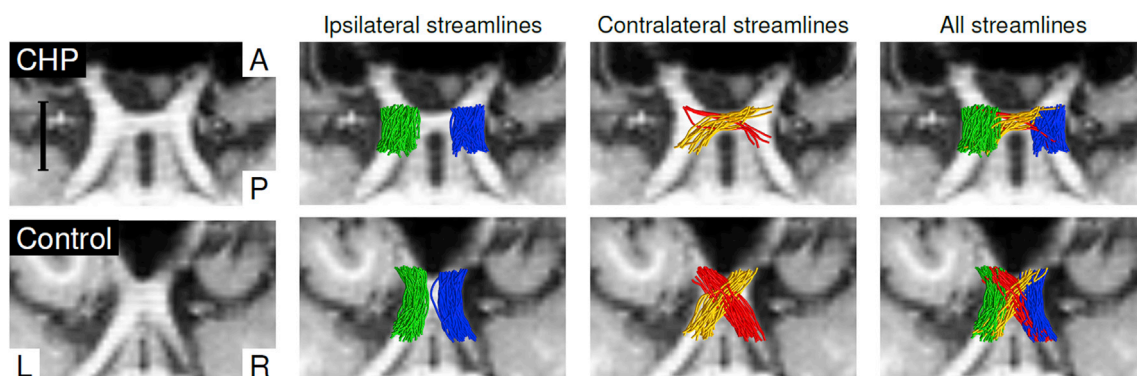 Ipsilateral streamlines
Contralateral streamlines
All streamlines
CHP
A
P
Control
L
R